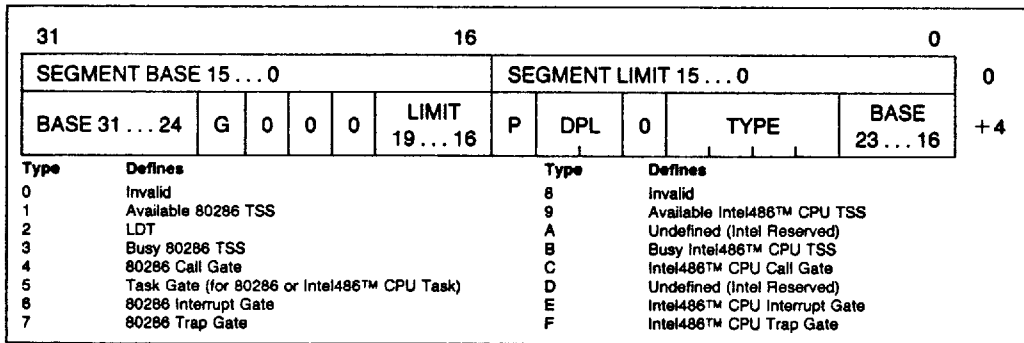 31 16 0
SEGMENT BASE 15 . . . 0 SEGMENT LIMIT 15 . . . 0 0
BASE 31 . . . 24 G 0 0 0 LIMIT 19 . . . 16 P DPL 0 TYPE BASE 23 . . . 16 +4
Type Defines
0 Invalid
1 Available 80286 TSS
2 LDT
3 Busy 80286 TSS
4 80286 Call Gate
5 Task Gate (for 80286 or Intel486™ CPU Task)
6 80286 Interrupt Gate
7 80286 Trap Gate
Type Defines
8 Invalid
9 Available Intel486™ CPU TSS
A Undefined (Intel Reserved)
B Busy Intel486™ CPU TSS
C Intel486™ CPU Call Gate
D Undefined (Intel Reserved)
E Intel486™ CPU Interrupt Gate
F Intel486™ CPU Trap Gate